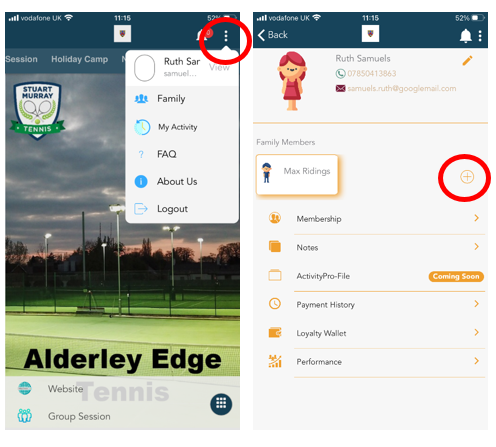 vodafone UK 11:15 52%
Session Holiday Camp
Ruth Sar
samuel... View
Family
My Activity
? FAQ
i About Us
Logout
STUART
MURRAY
TENNIS
Alderley Edge
Tennis
Website
Group Session
vodafone UK 11:15 52%
Back
Ruth Samuels
07850413863
samuels.ruth@googlemail.com
Family Members
Max Ridings
Membership
Notes
ActivityPro-File Coming Soon
Payment History
Loyalty Wallet
Performance